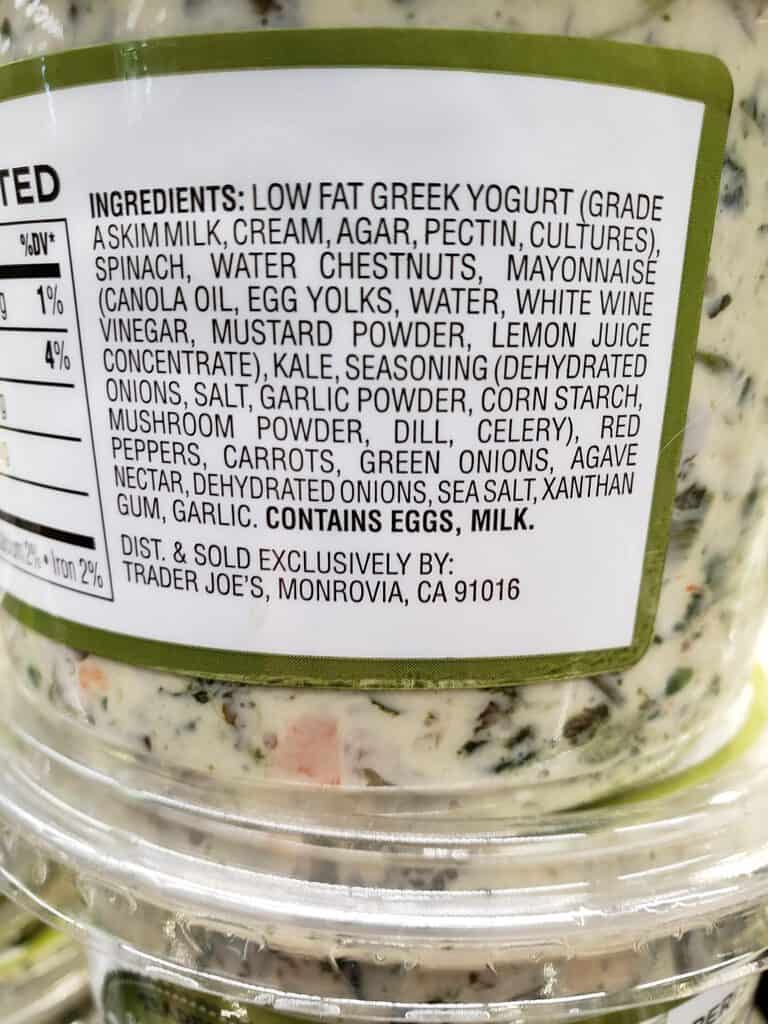 TED
%DV*
1%
4%
Iron 2%
INGREDIENTS: LOW FAT GREEK YOGURT (GRADE
A SKIM MILK, CREAM, AGAR, PECTIN, CULTURES),
SPINACH, WATER CHESTNUTS, MAYONNAISE
(CANOLA OIL, EGG YOLKS, WATER, WHITE WINE
VINEGAR, MUSTARD POWDER, LEMON JUICE
CONCENTRATE), KALE, SEASONING (DEHYDRATED
ONIONS, SALT, GARLIC POWDER, CORN STARCH,
MUSHROOM POWDER, DILL, CELERY), RED
PEPPERS, CARROTS, GREEN ONIONS, AGAVE
NECTAR, DEHYDRATED ONIONS, SEA SALT, XANTHAN
GUM, GARLIC. CONTAINS EGGS, MILK.
DIST. & SOLD EXCLUSIVELY BY:
TRADER JOE'S, MONROVIA, CA 91016